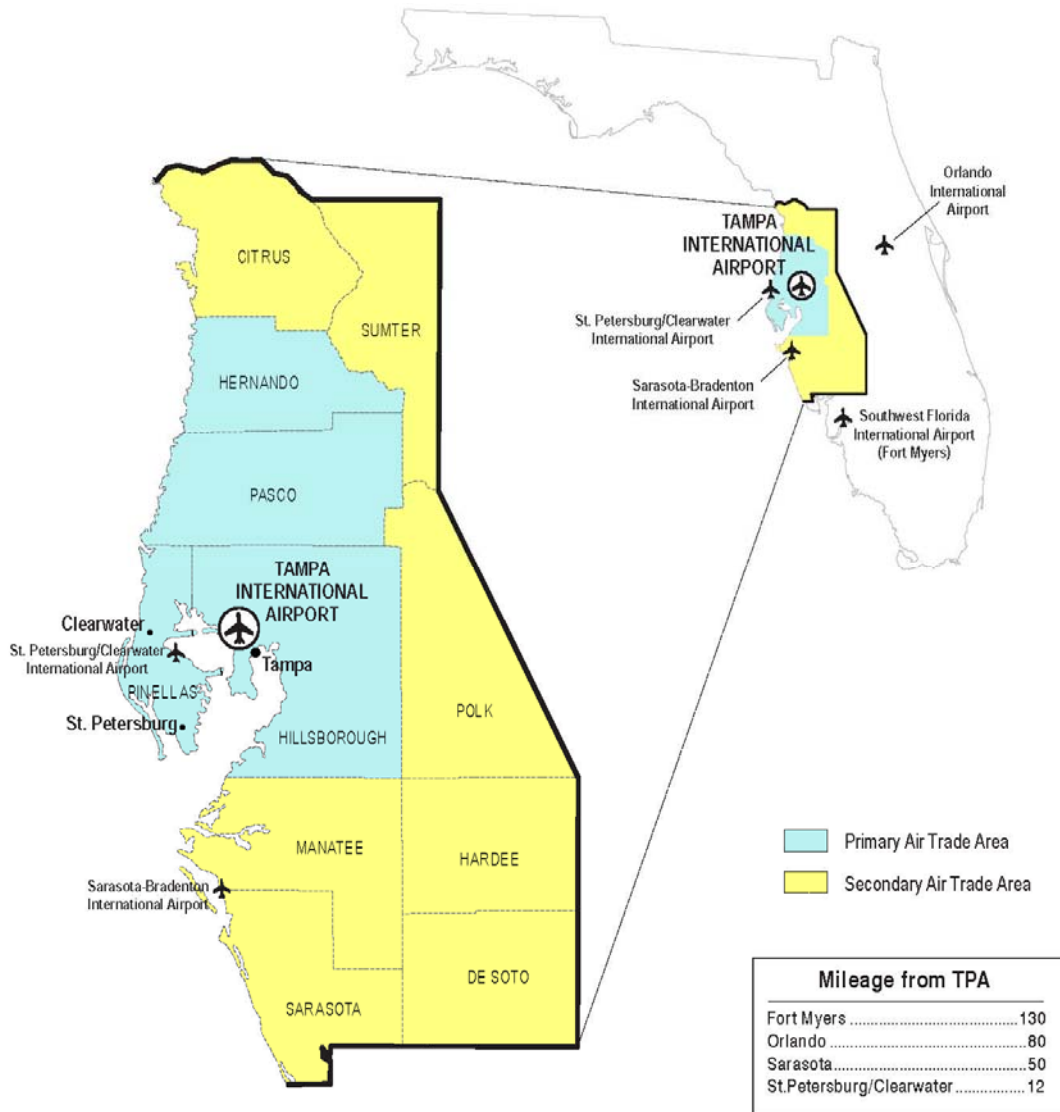 Orlando
International
Airport
TAMPA
INTERNATIONAL
AIRPORT
St. Petersburg/Clearwater
International Airport
Sarasota-Bradenton
International Airport
Southwest Florida
International Airport
(Fort Myers)
CITRUS
SUMTER
HERNANDO
PASCO
TAMPA
INTERNATIONAL
AIRPORT
Clearwater
St. Petersburg/Clearwater
International Airport
Tampa
PINELLAS
St. Petersburg
HILLSBOROUGH
POLK
MANATEE
HARDEE
Sarasota-Bradenton
International Airport
DE SOTO
SARASOTA
Primary Air Trade Area
Secondary Air Trade Area
Mileage from TPA
Fort Myers ........................................ 130
Orlando ............................................. 80
Sarasota............................................. 50
St.Petersburg/Clearwater ................. 12